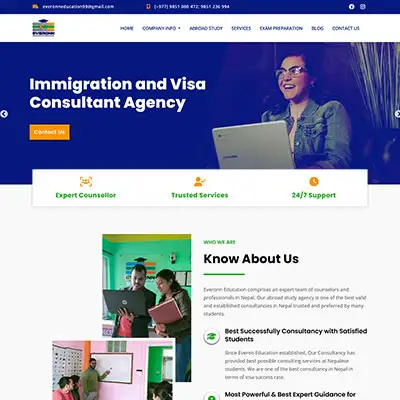 everonneducation59@gmail.com
(+977) 9851 088 472; 9851 236 994
EVERONN
HOME
COMPANY INFO
ABROAD STUDY
SERVICES
EXAM PREPARATION
BLOG
CONTACT US
Immigration and Visa
Consultant Agency
Contact Us
Expert Counsellor
Trusted Services
24/7 Support
WHO WE ARE
Know About Us
Everonn Education comprises an expert team of counselors and
professionals in Nepal. Our abroad study agency is one of the best valid
and established consultancies in Nepal trusted and preferred by many
students.
Best Successfully Consultancy with Satisfied
Students
Since Everon Education established, Our Consultancy has
provided best possible consulting services at Nepalese
students. We are one of the best consultancy in Nepal in
terms of visa success rate.
Most Powerful & Best Expert Guidance for